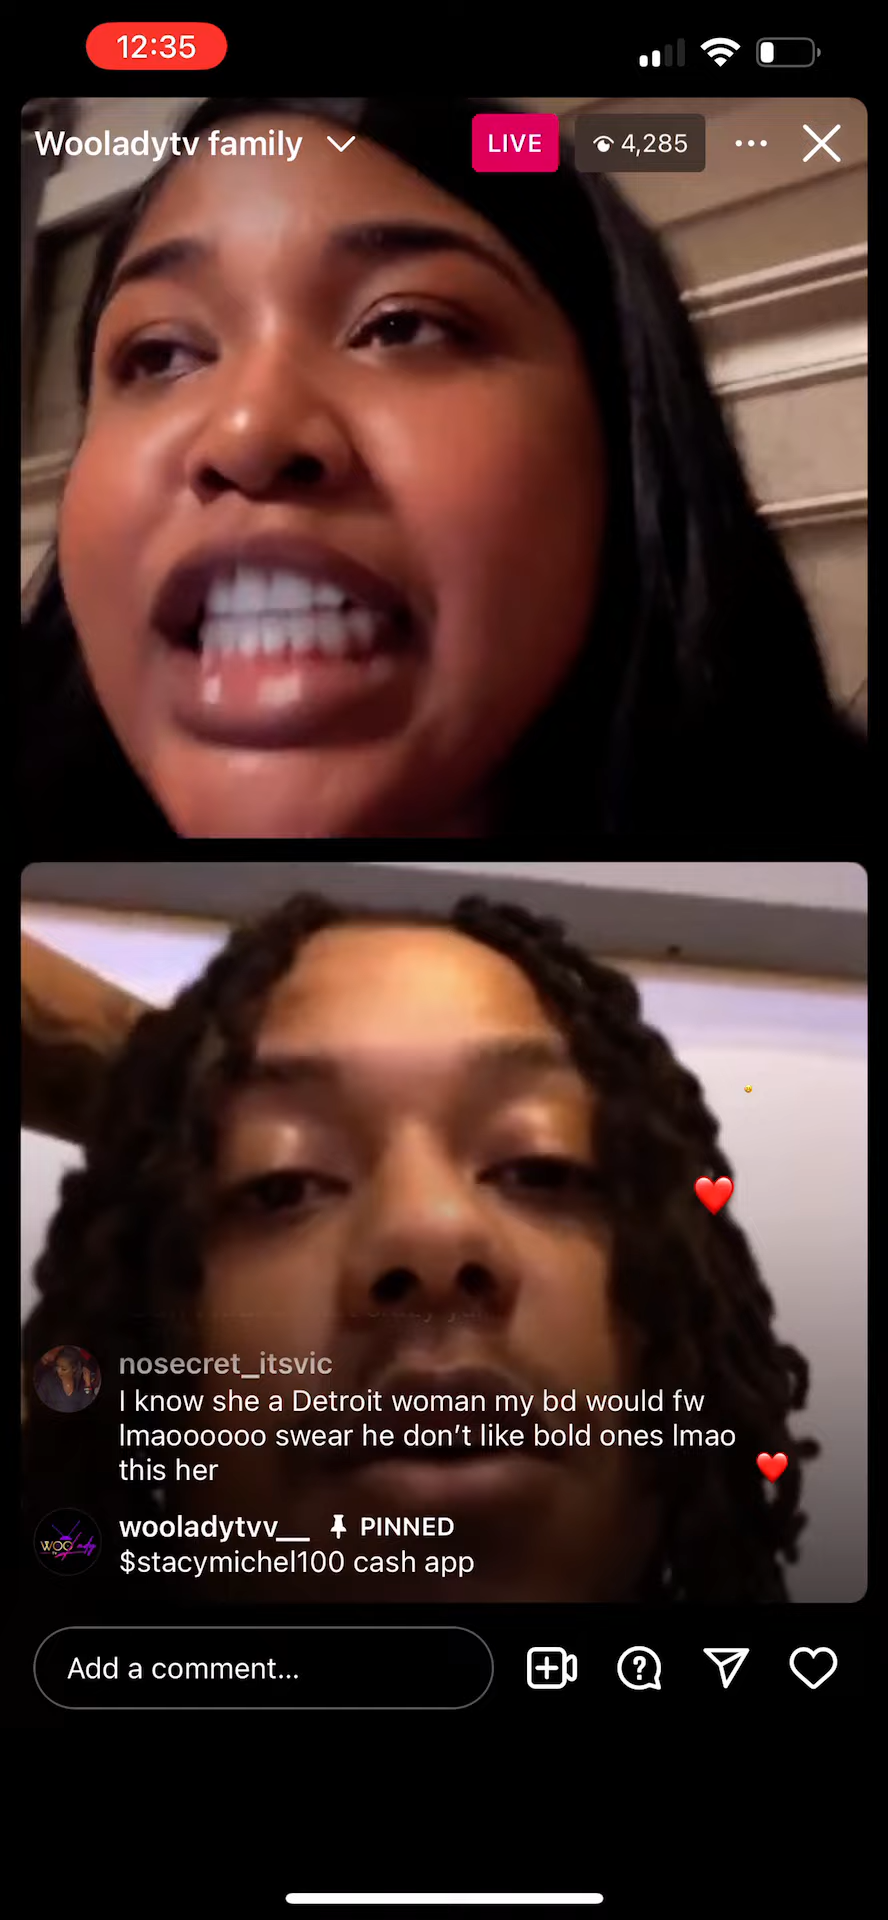 12:35
Wooladytv family
LIVE
4,285
nosecret_itsvic
I know she a Detroit woman my bd would fw
lmaoooooo swear he don’t like bold ones lmao
this her
wooladytvv__ PINNED
$stacymichel100 cash app
Add a comment...